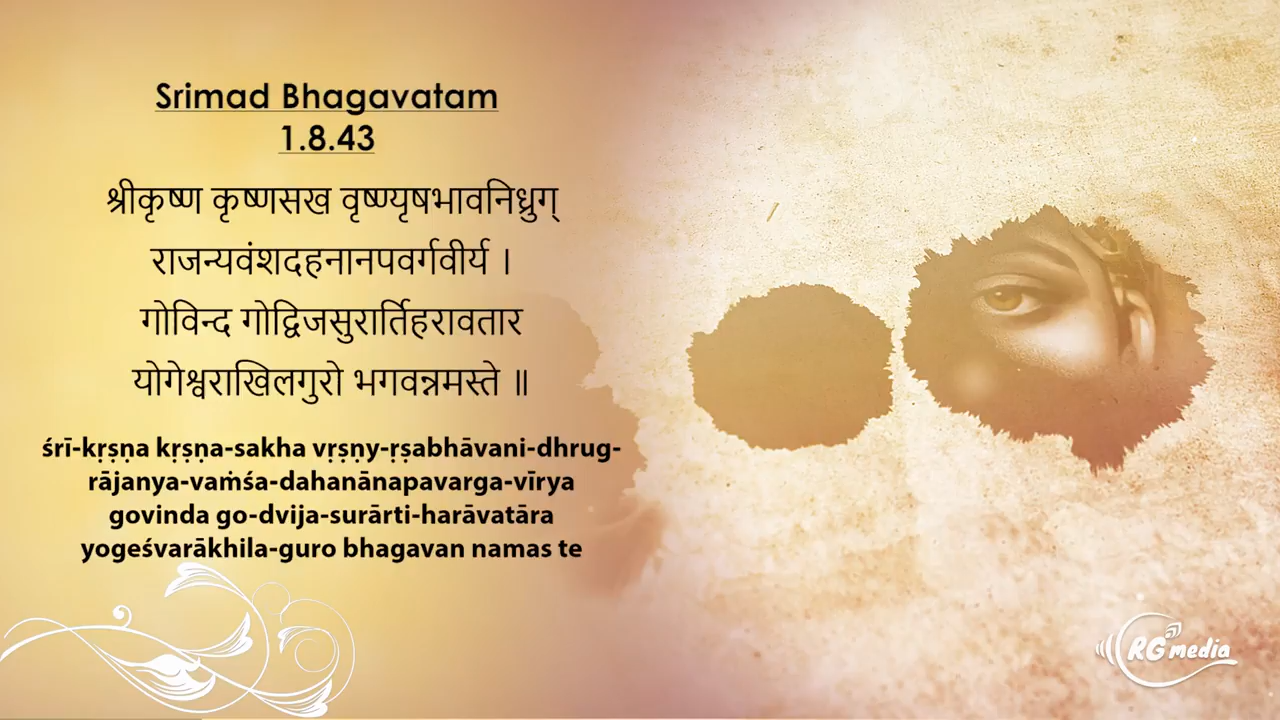 Srimad Bhagavatam
1.8.43
श्रीकृष्ण कृष्णसख वृष्ण्यृषभावनिध्रुग्
राजन्यवंशदहनानपवर्गवीर्य ।
गोविन्द गोद्विजसुरार्तिहरावतार
योगेश्वराखिलगुरो भगवन्नमस्ते ॥
śrī-kṛṣṇa kṛṣṇa-sakha vṛṣṇy-ṛṣabhāvani-dhrug-
rājanya-vaṁśa-dahanānapavarga-vīrya
govinda go-dvija-surārti-harāvatāra
yogeśvarākhila-guro bhagavan namas te
RG media